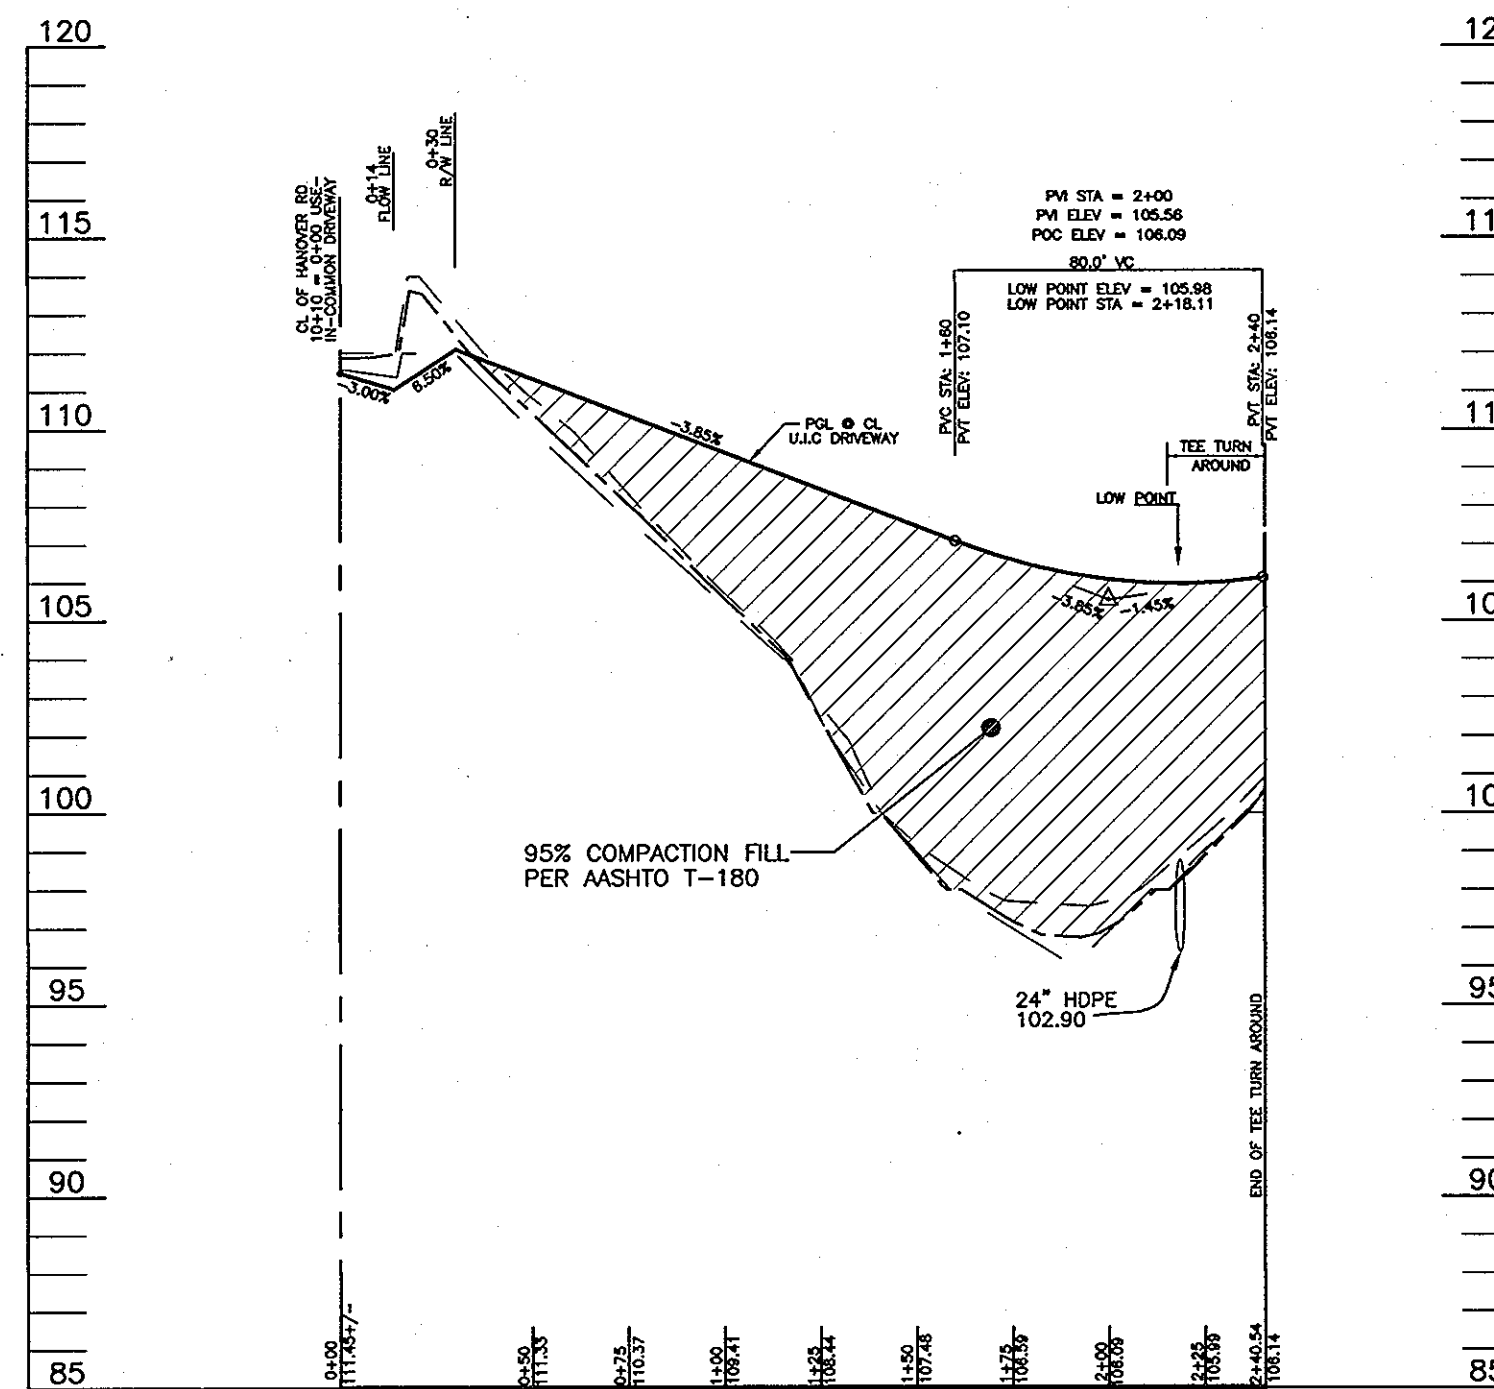 120
115
110
105
100
95
90
85
CL OF HANOVER RD.
10+10 = 0+00 USE-
IN-COMMON DRIVEWAY
0+14
FLOW LINE
0+30
R/W LINE
-3.00%
6.50%
-3.85%
PGL @ CL
U.I.C DRIVEWAY
PVI STA = 2+00
PVI ELEV = 105.56
POC ELEV = 106.09
80.0' VC
LOW POINT ELEV = 105.98
LOW POINT STA = 2+18.11
PVC STA: 1+60
PVT ELEV: 107.10
PVT STA: 2+40
PVT ELEV: 106.14
TEE TURN
AROUND
LOW POINT
-3.85%
-1.45%
95% COMPACTION FILL
PER AASHTO T-180
24" HDPE
102.90
END OF TEE TURN AROUND
0+00
111.45+/-
0+50
111.33
0+75
110.37
1+00
109.41
1+25
108.44
1+50
107.48
1+75
106.59
2+00
106.09
2+25
105.99
2+40.54
106.14